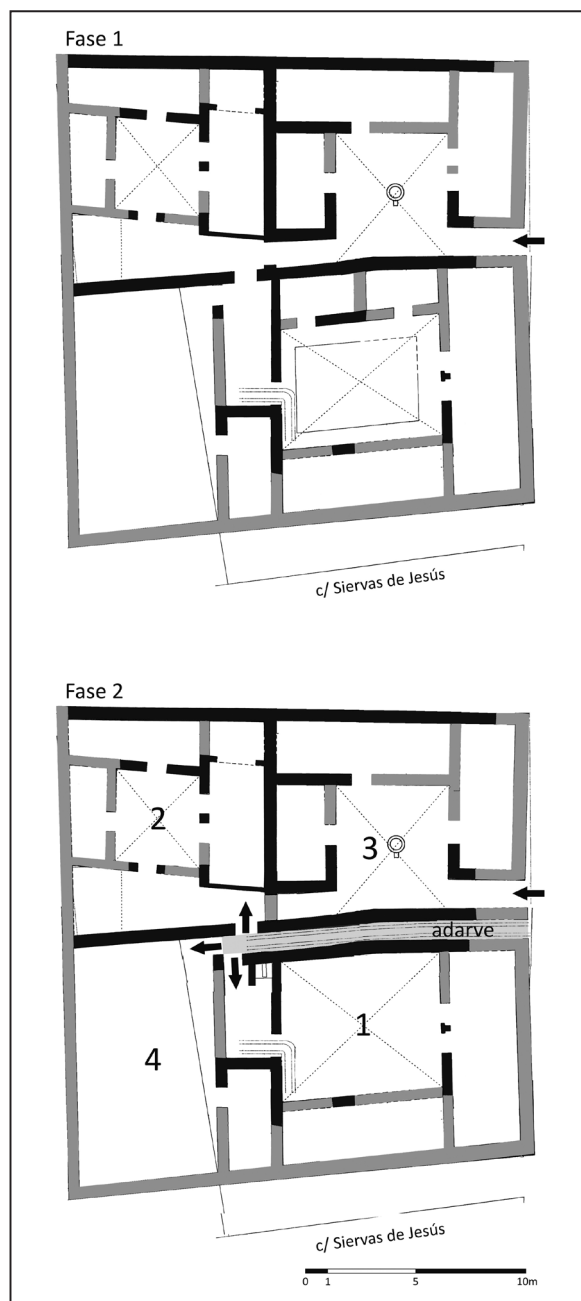 Fase 1
c/ Siervas de Jesús
Fase 2
2
3
adarve
1
4
c/ Siervas de Jesús
0 1 5 10m